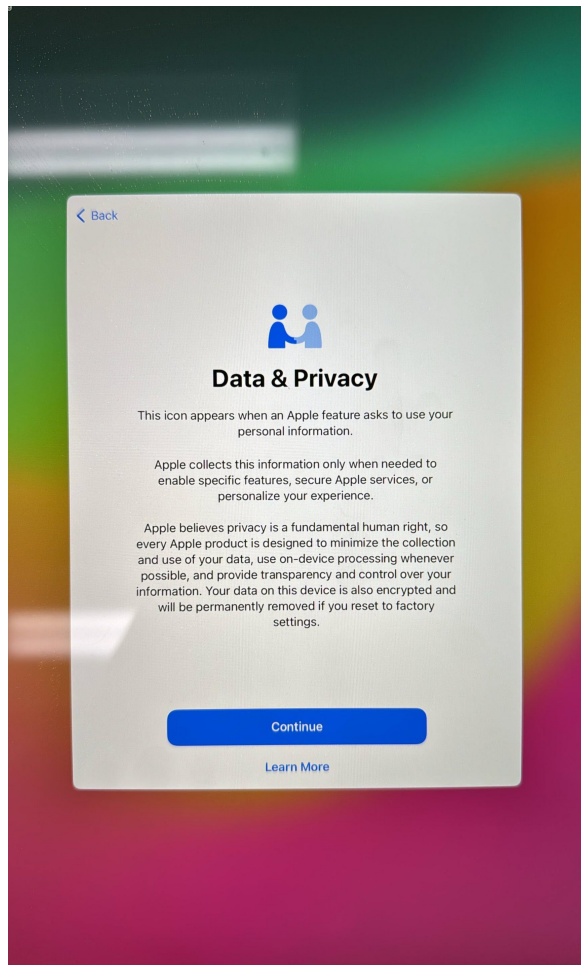 Back
Data & Privacy
This icon appears when an Apple feature asks to use your
personal information.
Apple collects this information only when needed to
enable specific features, secure Apple services, or
personalize your experience.
Apple believes privacy is a fundamental human right, so
every Apple product is designed to minimize the collection
and use of your data, use on-device processing whenever
possible, and provide transparency and control over your
information. Your data on this device is also encrypted and
will be permanently removed if you reset to factory
settings.
Continue
Learn More